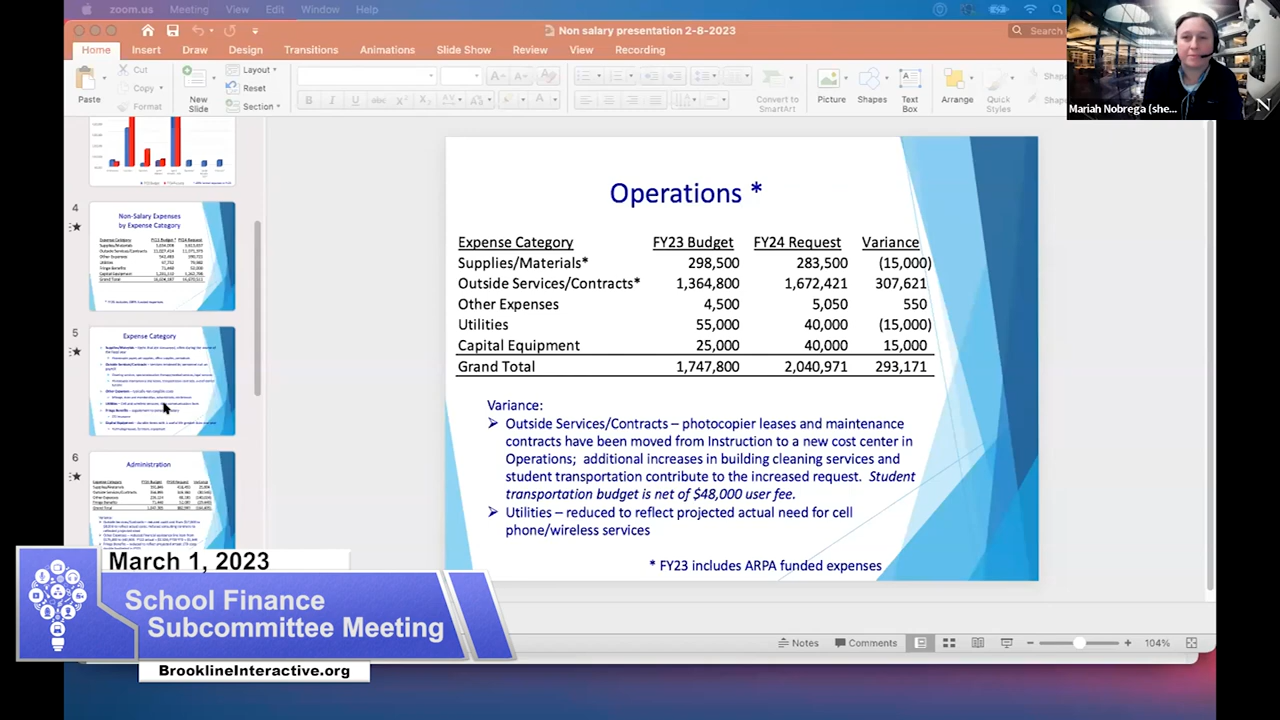 zoom.us Meeting View Edit Window Help
Non salary presentation 2-8-2023
Search
Home Insert Draw Design Transitions Animations Slide Show Review View Recording
Paste
Cut
Copy
Format
New
Slide
Layout
Reset
Section
Convert to
SmartArt
Picture
Shapes
Text
Box
Arrange
Quick
Styles
Mariah Nobrega (she...
N
4
Non-Salary Expenses
by Expense Category
5
Expense Category
6
Administration
Operations *
Expense Category FY23 Budget FY24 Request Variance
Supplies/Materials* 298,500 283,500 (15,000)
Outside Services/Contracts* 1,364,800 1,672,421 307,621
Other Expenses 4,500 5,050 550
Utilities 55,000 40,000 (15,000)
Capital Equipment 25,000 40,000 15,000
Grand Total 1,747,800 2,040,971 293,171
Variance:
Outside Services/Contracts – photocopier leases and maintenance
contracts have been moved from Instruction to a new cost center in
Operations; additional increases in building cleaning services and
student transportation contribute to the increased request. Student
transportation budget is net of $48,000 user fee.
Utilities – reduced to reflect projected actual need for cell
phone/wireless services
* FY23 includes ARPA funded expenses
March 1, 2023
School Finance
Subcommittee Meeting
BrooklineInteractive.org
Notes Comments 104%